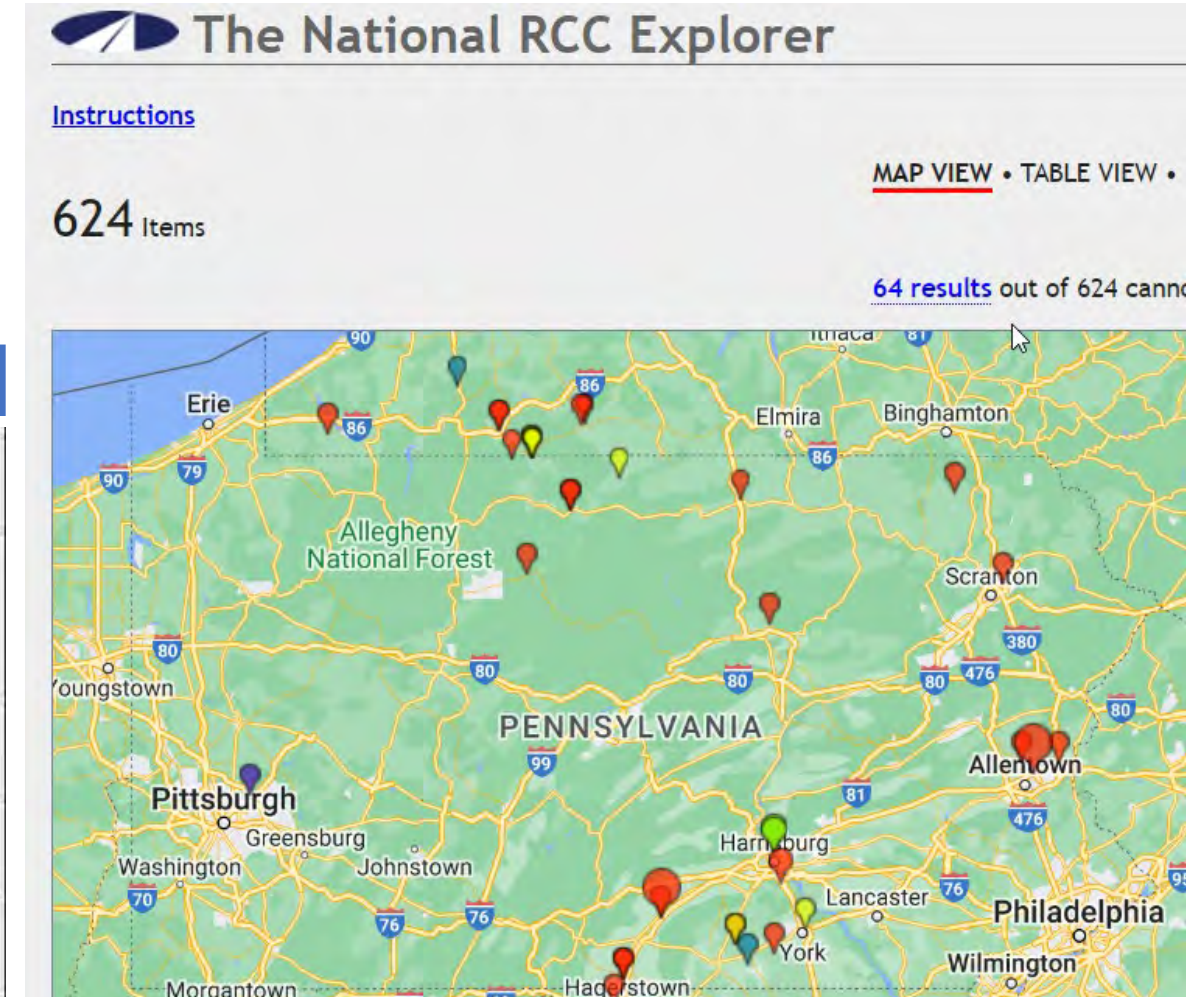 The National RCC Explorer
Instructions
MAP VIEW • TABLE VIEW •
624 Items
64 results out of 624
90
Ithaca
81
86
Erie
Elmira
Binghamton
86
86
79
90
Allegheny
National Forest
Scranton
380
80
80
80
80
476
80
oungstown
PENNSYLVANIA
99
Allentown
Pittsburgh
81
476
Greensburg
Harrisburg
Washington
Johnstown
70
Lancaster
76
95
76
76
Philadelphia
York
Wilmington
Morgantown
Hagerstown